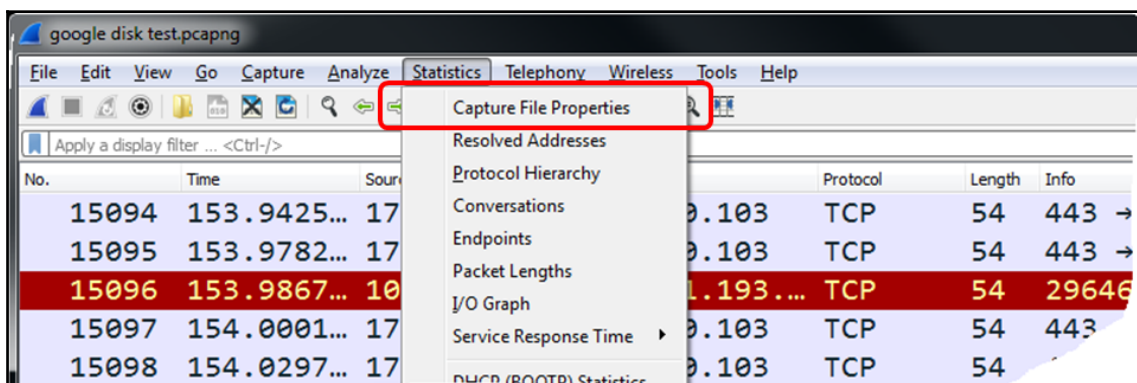 google disk test.pcapng
File Edit View Go Capture Analyze Statistics Telephony Wireless Tools Help
Capture File Properties
Apply a display filter ... <Ctrl-/>
Resolved Addresses
Protocol Hierarchy
Conversations
Endpoints
Packet Lengths
I/O Graph
Service Response Time
DHCP (BOOTP) Statistics
No. Time Sour Protocol Length Info
15094 153.9425... 17 0.103 TCP 54 443 →
15095 153.9782... 17 0.103 TCP 54 443 →
15096 153.9867... 10 1.193.... TCP 54 29646
15097 154.0001... 17 0.103 TCP 54 443
15098 154.0297... 17 0.103 TCP 54